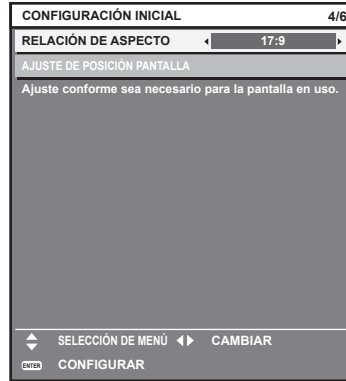 CONFIGURACIÓN INICIAL 4/6
RELACIÓN DE ASPECTO 17:9
AJUSTE DE POSICIÓN PANTALLA
Ajuste conforme sea necesario para la pantalla en uso.
SELECCIÓN DE MENÚ CAMBIAR
ENTER CONFIGURAR